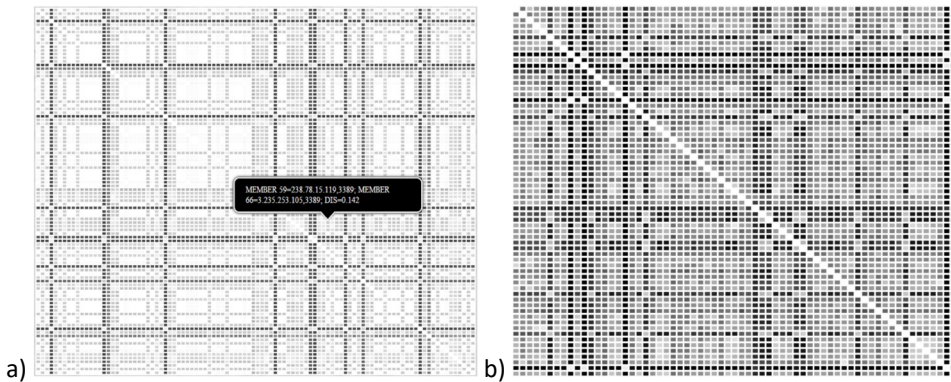 MEMBER 59=238.78.15.119,3389; MEMBER
66=3.235.253.105,3389; DIS=0.142
a)
b)